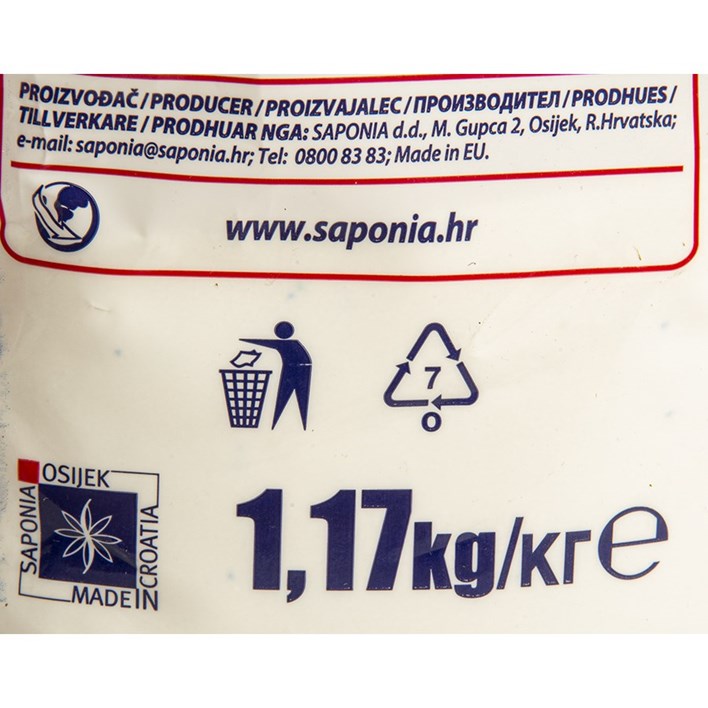 PROIZVOĐAČ/PRODUCER/PROIZVAJALEC/ПРОИЗВОДИТЕЛ/PRODHUES/
TILLVERKARE/PRODHUAR NGA: SAPONIA d.d., M. Gupca 2, Osijek, R.Hrvatska;
e-mail: saponia@saponia.hr; Tel: 0800 83 83; Made in EU.
www.saponia.hr
7
O
OSIJEK
SAPONIA
CROATIA
MADE IN
1,17kg/кг e